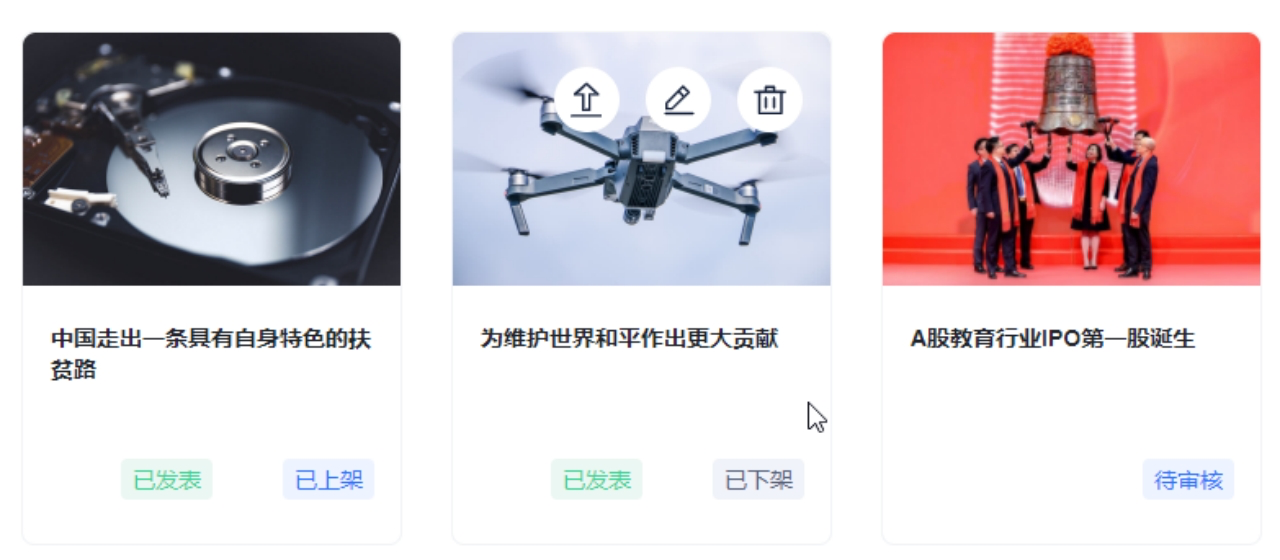 中国走出一条具有自身特色的扶
贫路
已发表
已上架
为维护世界和平作出更大贡献
已发表
已下架
A股教育行业IPO第一股诞生
待审核